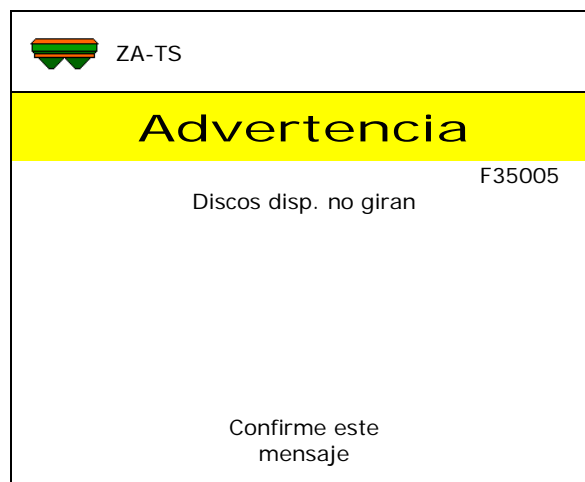 ZA-TS
Advertencia
F35005
Discos disp. no giran
Confirme este
mensaje